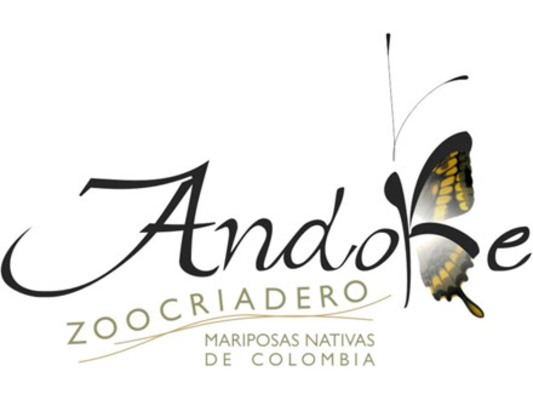 Andoke
ZOOCRIADERO
MARIPOSAS NATIVAS
DE COLOMBIA